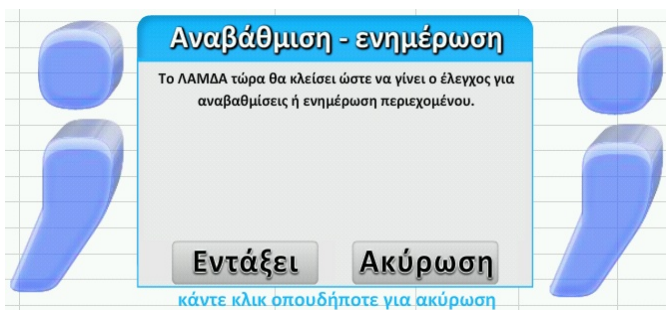 Αναβάθμιση - ενημέρωση
Το ΛΑΜΔΑ τώρα θα κλείσει ώστε να γίνει ο έλεγχος για
αναβαθμίσεις ή ενημέρωση περιεχομένου.
Εντάξει Ακύρωση
κάντε κλικ οπουδήποτε για ακύρωση